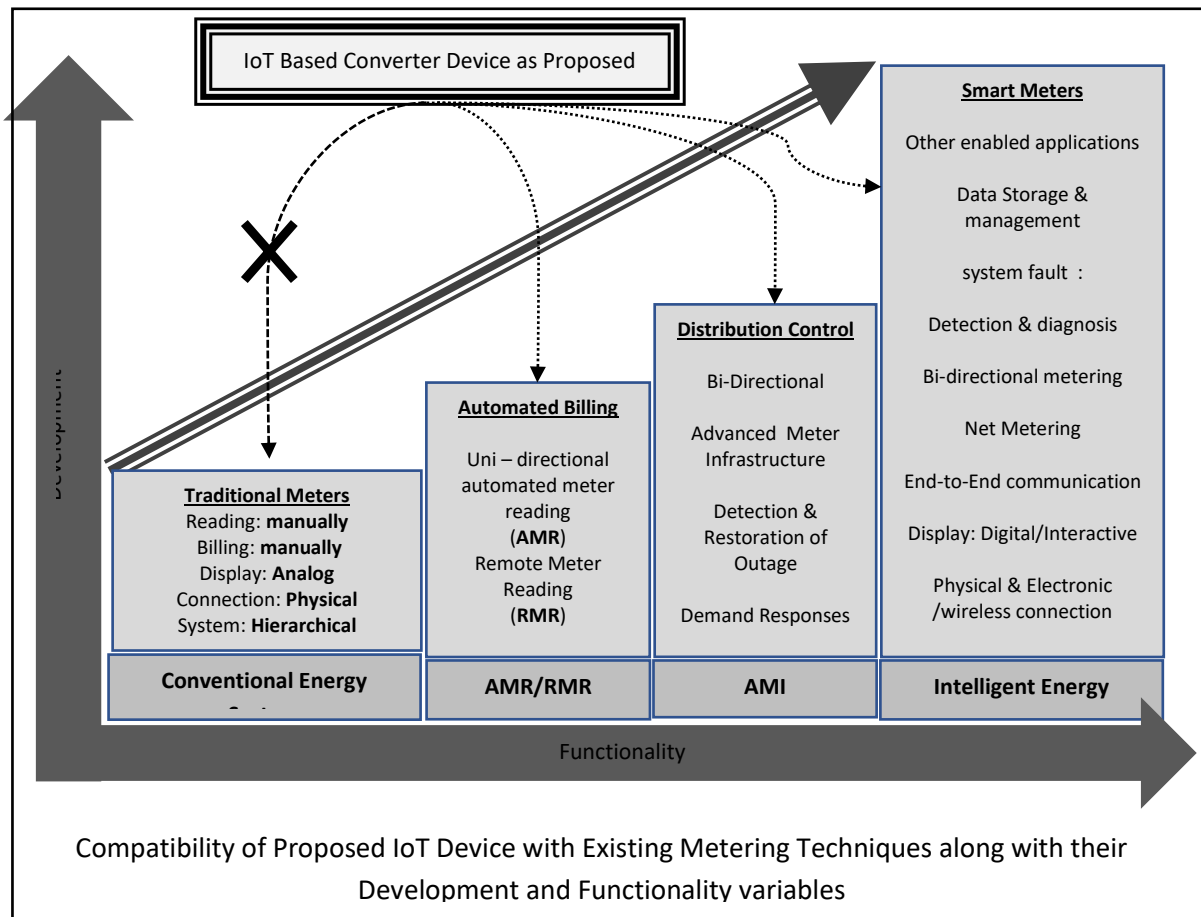 IoT Based Converter Device as Proposed
Smart Meters
Other enabled applications
Data Storage &
management
system fault :
Detection & diagnosis
Bi-directional metering
Net Metering
End-to-End communication
Display: Digital/Interactive
Physical & Electronic
/wireless connection
Distribution Control
Bi-Directional
Advanced Meter
Infrastructure
Detection &
Restoration of
Outage
Demand Responses
Automated Billing
Uni – directional
automated meter
reading
(AMR)
Remote Meter
Reading
(RMR)
Traditional Meters
Reading: manually
Billing: manually
Display: Analog
Connection: Physical
System: Hierarchical
Development
Conventional Energy
AMR/RMR
AMI
Intelligent Energy
Functionality
Compatibility of Proposed IoT Device with Existing Metering Techniques along with their
Development and Functionality variables